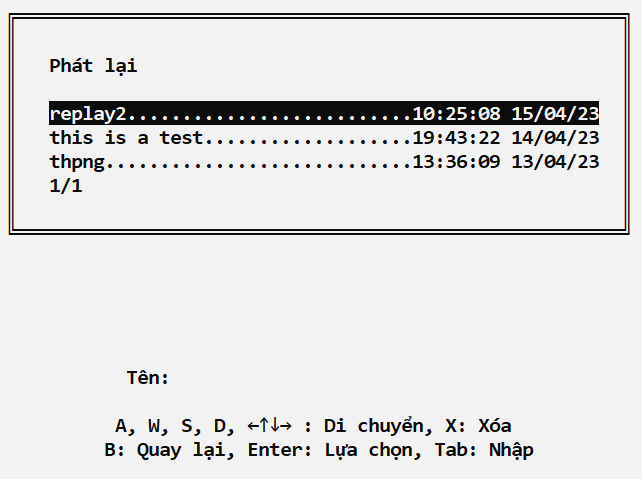 Phát lại
replay2..........................10:25:08 15/04/23
this is a test...................19:43:22 14/04/23
thpng............................13:36:09 13/04/23
1/1
Tên:
A, W, S, D, ←↑↓→ : Di chuyển, X: Xóa
B: Quay lại, Enter: Lựa chọn, Tab: Nhập